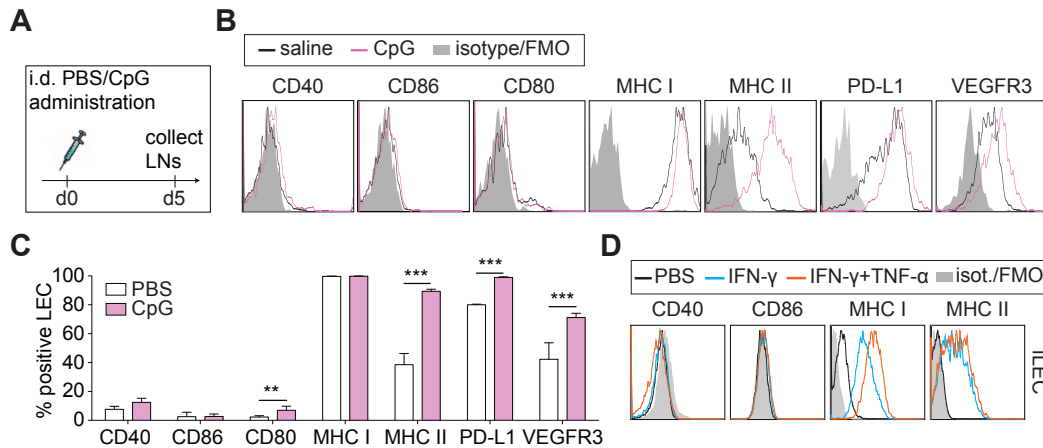 A
i.d. PBS/CpG
administration
collect
LNs
d0
d5
B
saline CpG isotype/FMO
CD40 CD86 CD80 MHC I MHC II PD-L1 VEGFR3
C
% positive LEC
100
80
60
40
20
0
PBS
CpG
** *** *** ***
CD40 CD86 CD80 MHC I MHC II PD-L1 VEGFR3
D
PBS IFN-γ IFN-γ+TNF-α isot./FMO
CD40 CD86 MHC I MHC II
iLEC